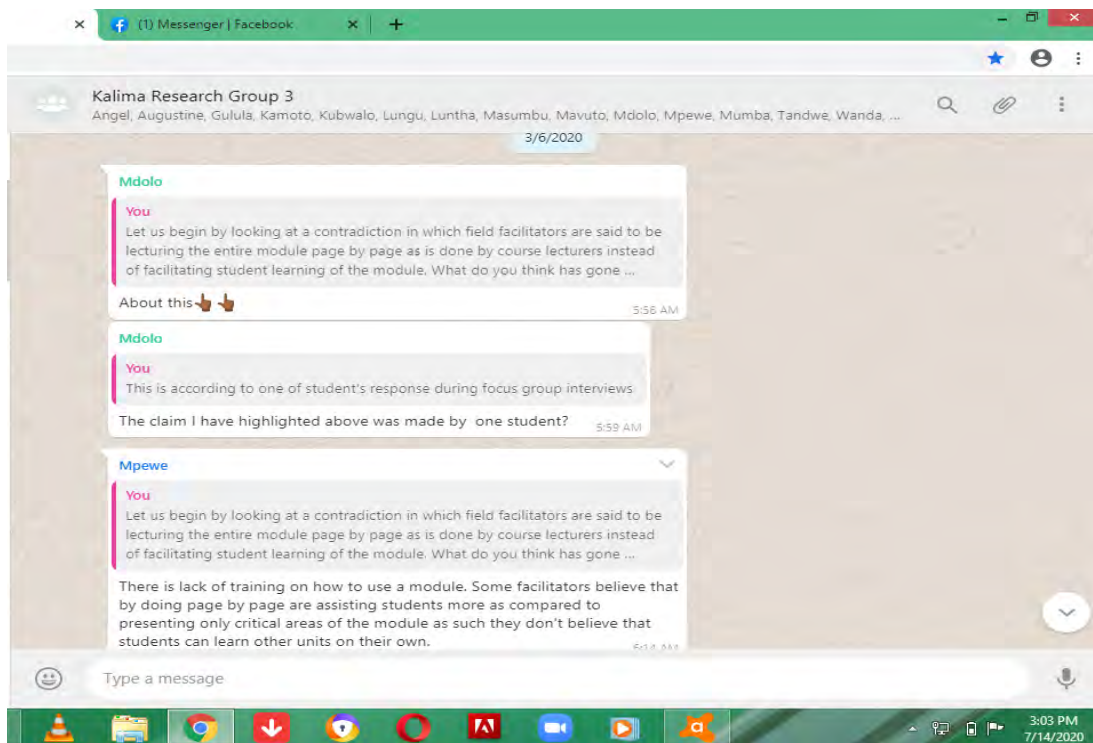 (1) Messenger | Facebook
Kalima Research Group 3
Angel, Augustine, Gulula, Kamoto, Kubwalo, Lungu, Luntha, Masumbu, Mavuto, Mdolo, Mpewe, Mumba, Tandwe, Wanda, ...
3/6/2020
Mdolo
You
Let us begin by looking at a contradiction in which field facilitators are said to be
lecturing the entire module page by page as is done by course lecturers instead
of facilitating student learning of the module. What do you think has gone ...
About this👆🏾👆🏾
5:56 AM
Mdolo
You
This is according to one of student's response during focus group interviews
The claim I have highlighted above was made by one student?
5:59 AM
Mpewe
You
Let us begin by looking at a contradiction in which field facilitators are said to be
lecturing the entire module page by page as is done by course lecturers instead
of facilitating student learning of the module. What do you think has gone ...
There is lack of training on how to use a module. Some facilitators believe that
by doing page by page are assisting students more as compared to
presenting only critical areas of the module as such they don't believe that
students can learn other units on their own.
Type a message
3:03 PM
7/14/2020